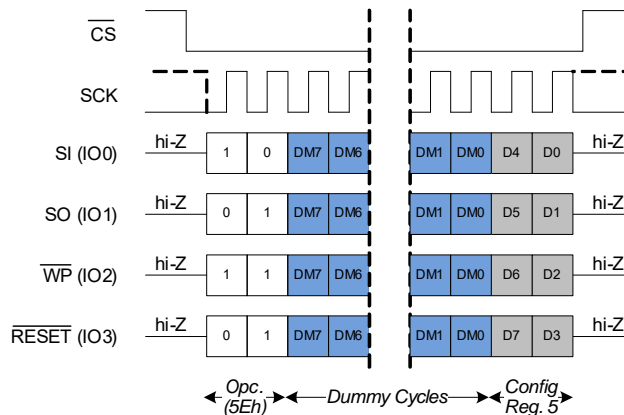 CS
SCK
hi-Z hi-Z
SI (IO0) 1 0 DM7 DM6 DM1 DM0 D4 D0
hi-Z hi-Z
SO (IO1) 0 1 DM7 DM6 DM1 DM0 D5 D1
hi-Z hi-Z
WP (IO2) 1 1 DM7 DM6 DM1 DM0 D6 D2
hi-Z hi-Z
RESET (IO3) 0 1 DM7 DM6 DM1 DM0 D7 D3
Opc. Config
(5Eh) Dummy Cycles Reg. 5